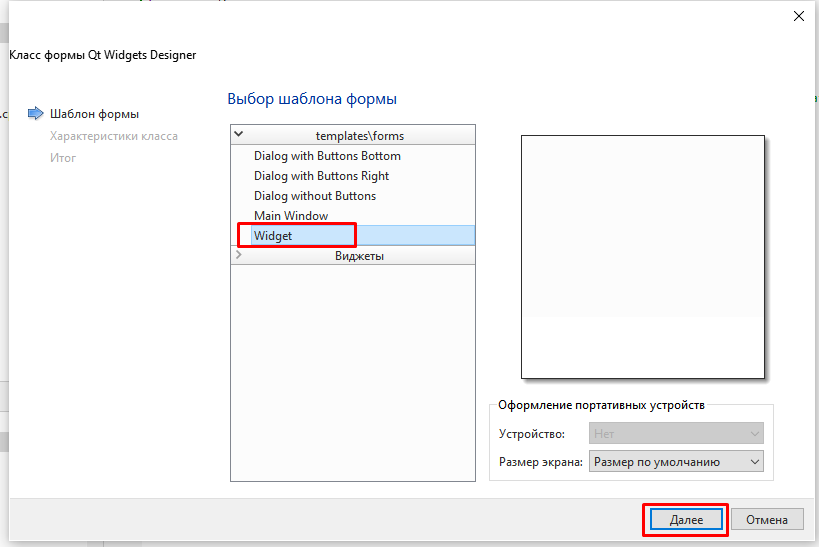 Класс формы Qt Widgets Designer
Шаблон формы
Характеристики класса
Итог
Выбор шаблона формы
templates\forms
Dialog with Buttons Bottom
Dialog with Buttons Right
Dialog without Buttons
Main Window
Widget
Виджеты
Оформление портативных устройств
Устройство: Нет
Размер экрана: Размер по умолчанию
Далее Отмена